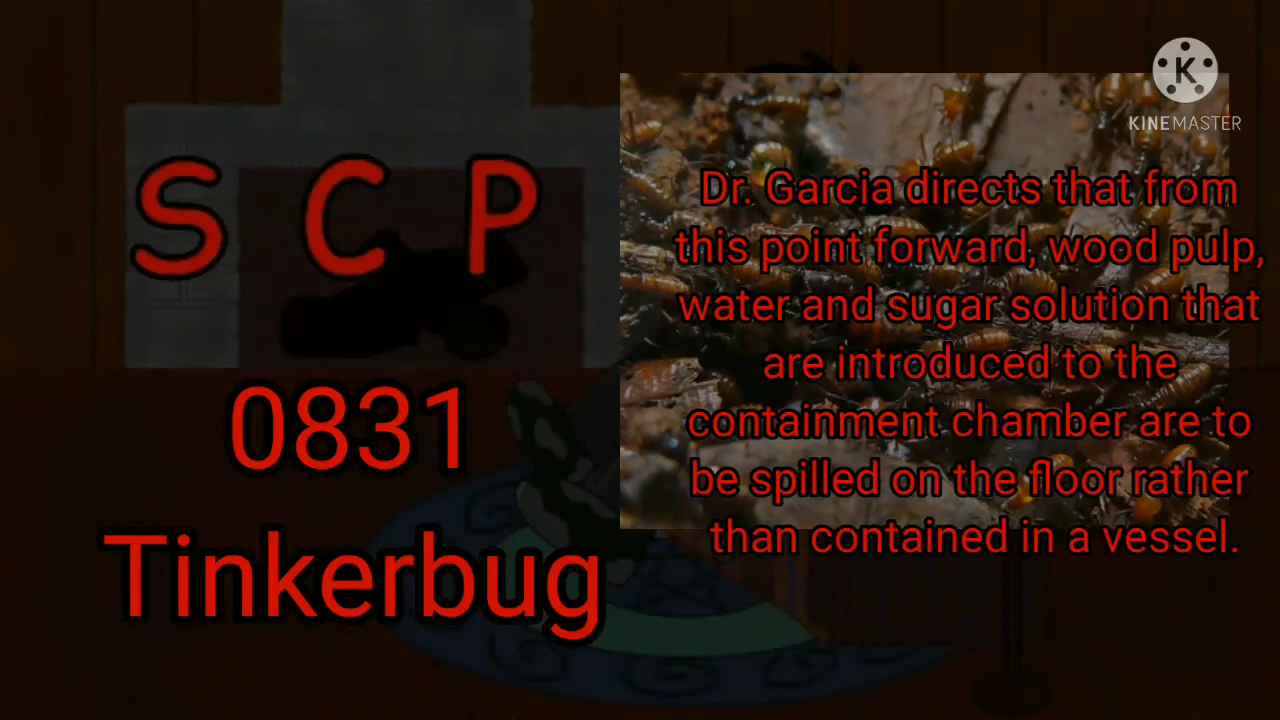 S C P
0831
Tinkerbug
Dr. Garcia directs that from
this point forward, wood pulp,
water and sugar solution that
are introduced to the
containment chamber are to
be spilled on the floor rather
than contained in a vessel.
K
KINEMASTER